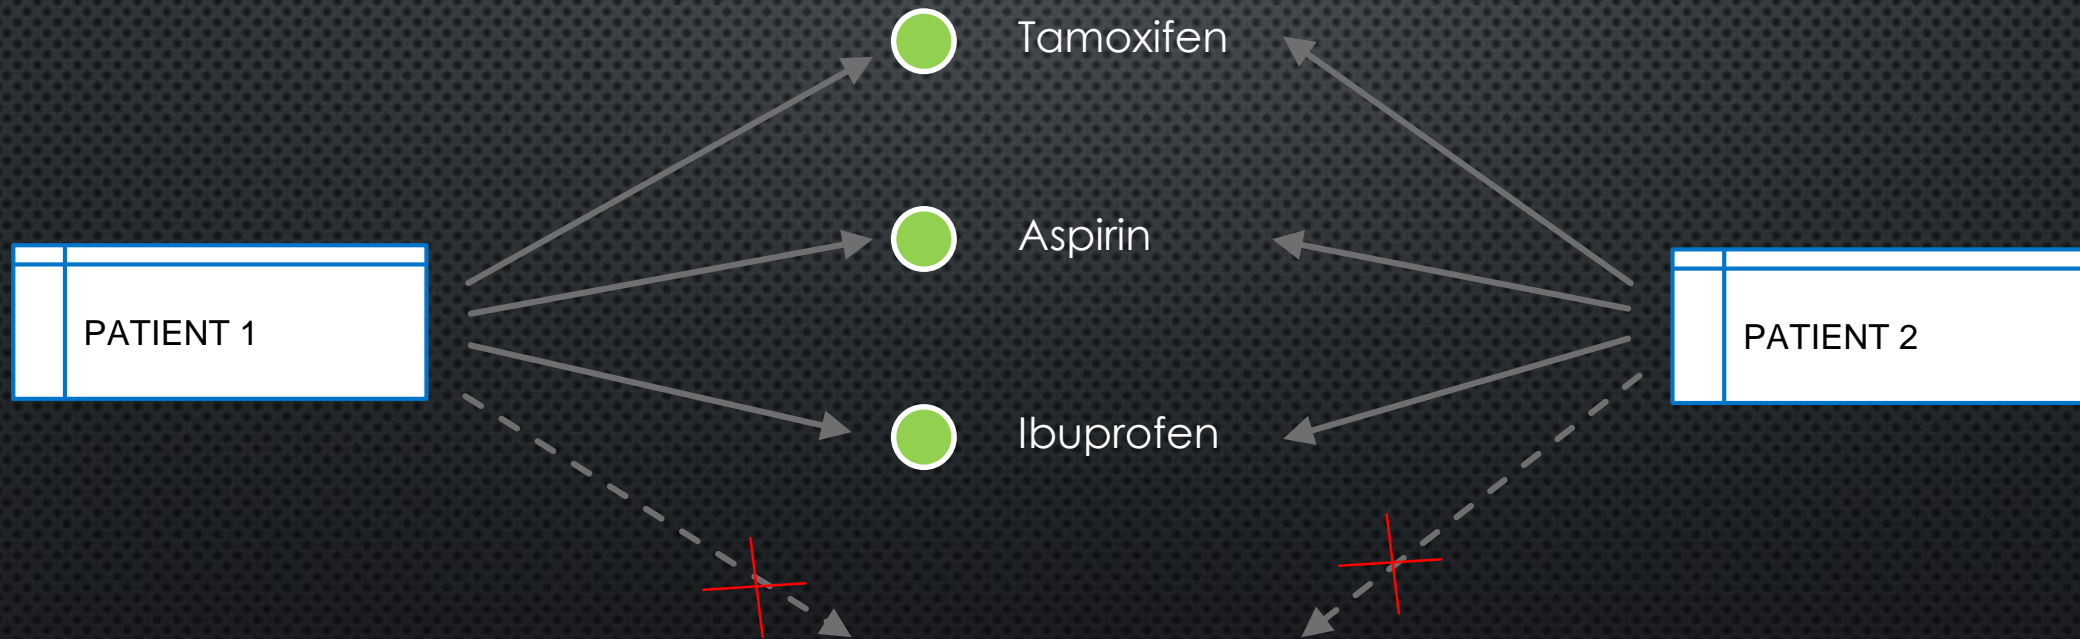 Tamoxifen
Aspirin
PATIENT 1
PATIENT 2
Ibuprofen